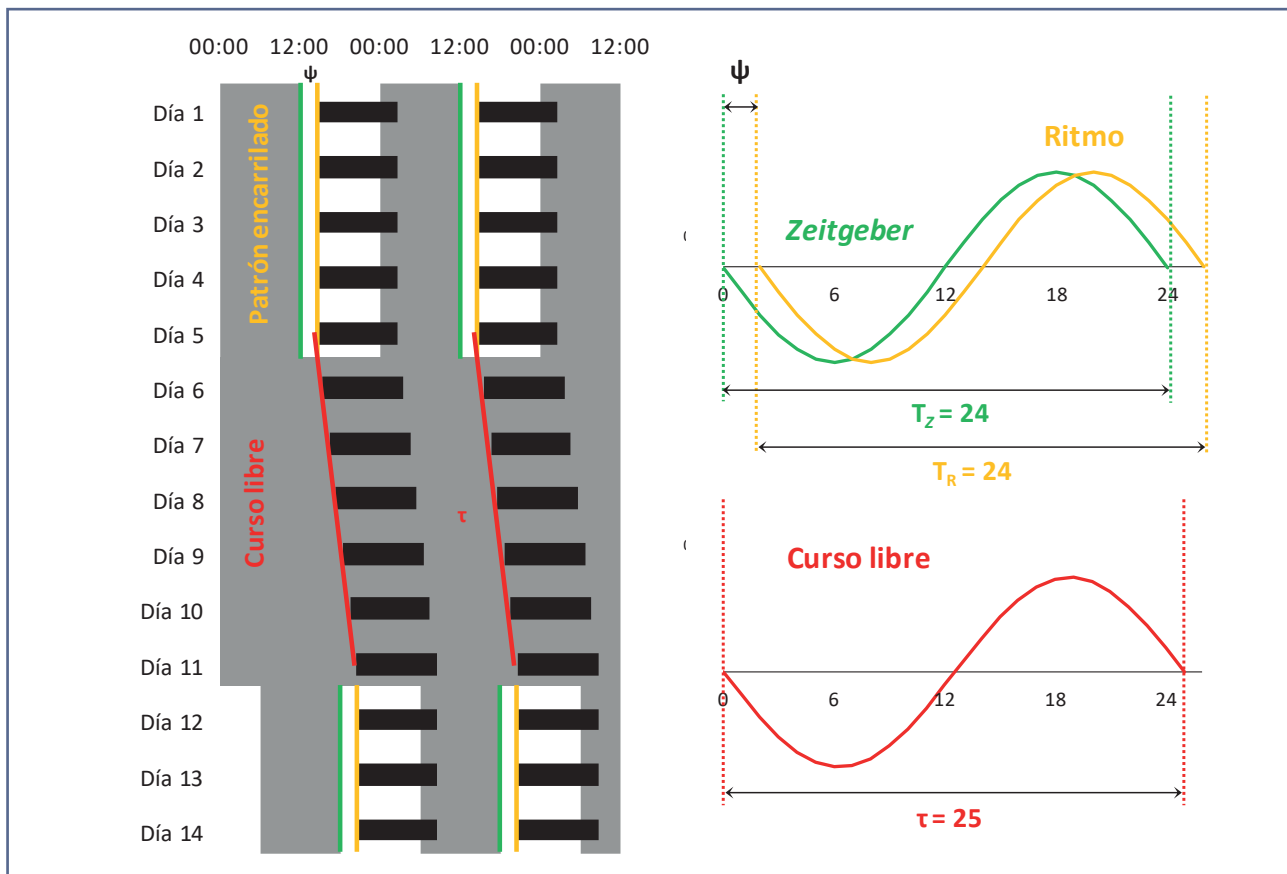 00:00 12:00 00:00 12:00 00:00 12:00
ψ
Día 1
Día 2
Día 3
Día 4
Día 5
Día 6
Día 7
Día 8
Día 9
Día 10
Día 11
Día 12
Día 13
Día 14
Patrón encarrilado
Curso libre
τ
ψ
Ritmo
Zeitgeber
0 6 12 18 24
T_Z = 24
T_R = 24
Curso libre
0 6 12 18 24
τ = 25